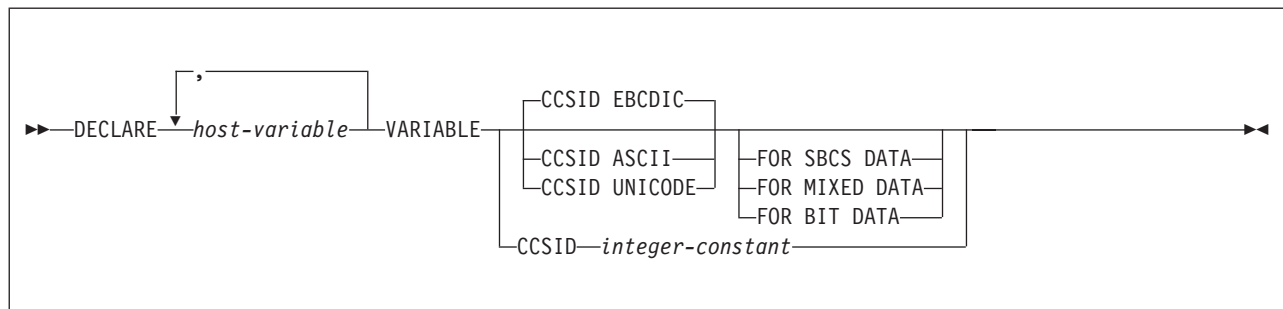 ,
CCSID EBCDIC
DECLARE host-variable VARIABLE
CCSID ASCII FOR SBCS DATA
CCSID UNICODE FOR MIXED DATA
FOR BIT DATA
CCSID integer-constant